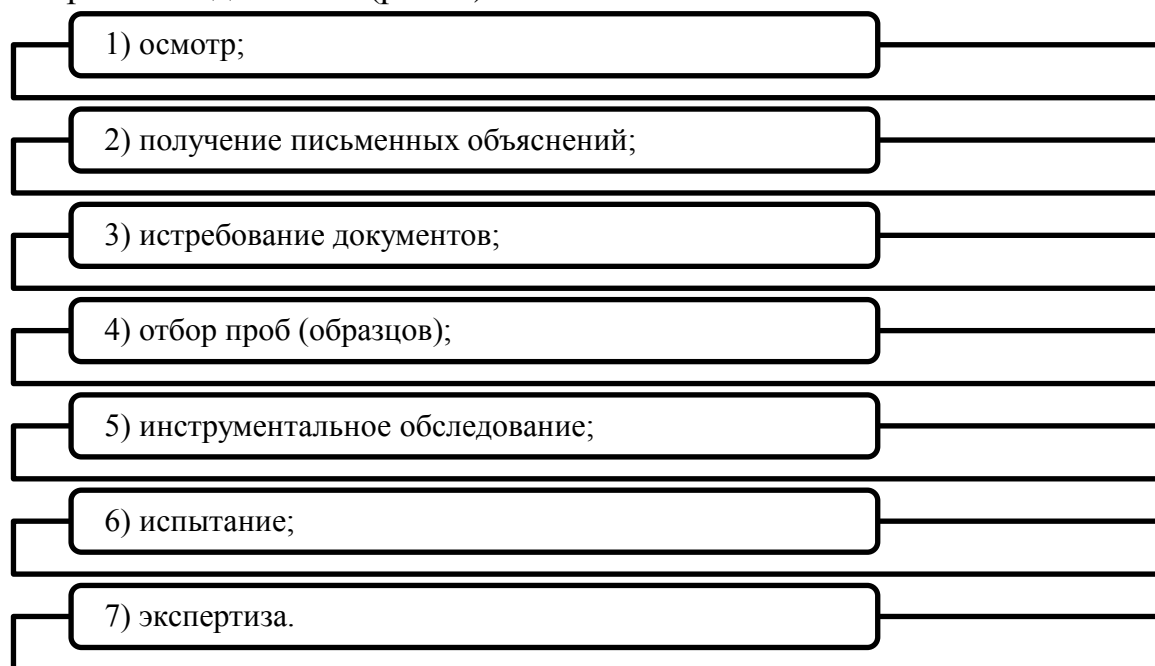 1) осмотр;
2) получение письменных объяснений;
3) истребование документов;
4) отбор проб (образцов);
5) инструментальное обследование;
6) испытание;
7) экспертиза.